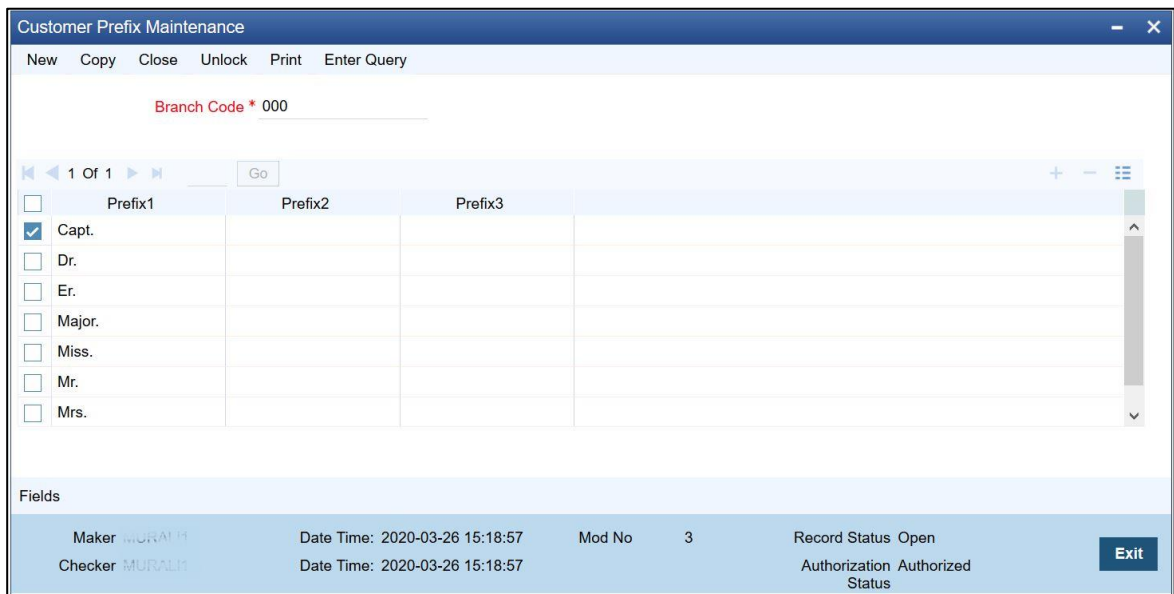 Customer Prefix Maintenance
New Copy Close Unlock Print Enter Query
Branch Code * 000
1 Of 1 Go
Prefix1 Prefix2 Prefix3
Capt.
Dr.
Er.
Major.
Miss.
Mr.
Mrs.
Fields
Maker Date Time: 2020-03-26 15:18:57 Mod No 3 Record Status Open
Checker Date Time: 2020-03-26 15:18:57 Authorization Status Authorized
Exit